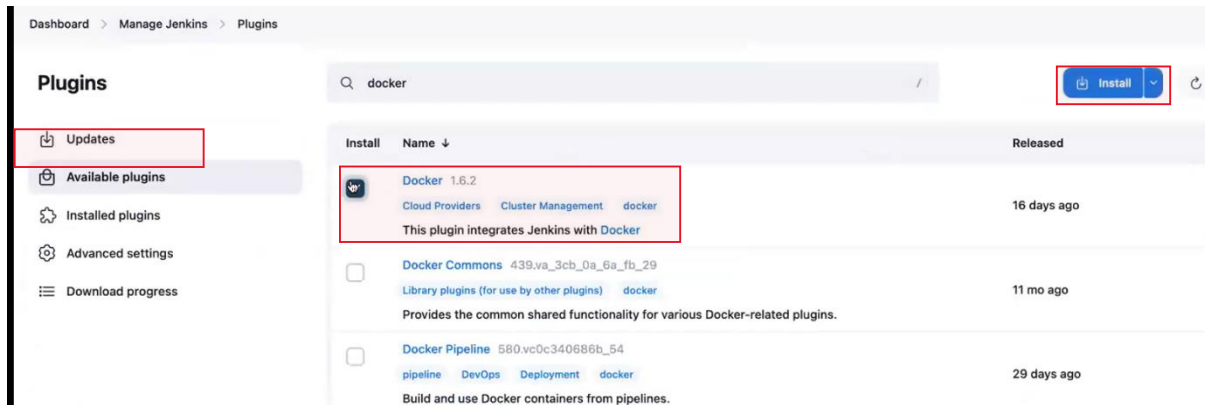 Dashboard > Manage Jenkins > Plugins
Plugins
docker /
Install
Updates
Available plugins
Installed plugins
Advanced settings
Download progress
Install Name ↓ Released
Docker 1.6.2
Cloud Providers Cluster Management docker
This plugin integrates Jenkins with Docker
16 days ago
Docker Commons 439.va_3cb_0a_6a_fb_29
Library plugins (for use by other plugins) docker
Provides the common shared functionality for various Docker-related plugins.
11 mo ago
Docker Pipeline 580.vc0c340686b_54
pipeline DevOps Deployment docker
Build and use Docker containers from pipelines.
29 days ago